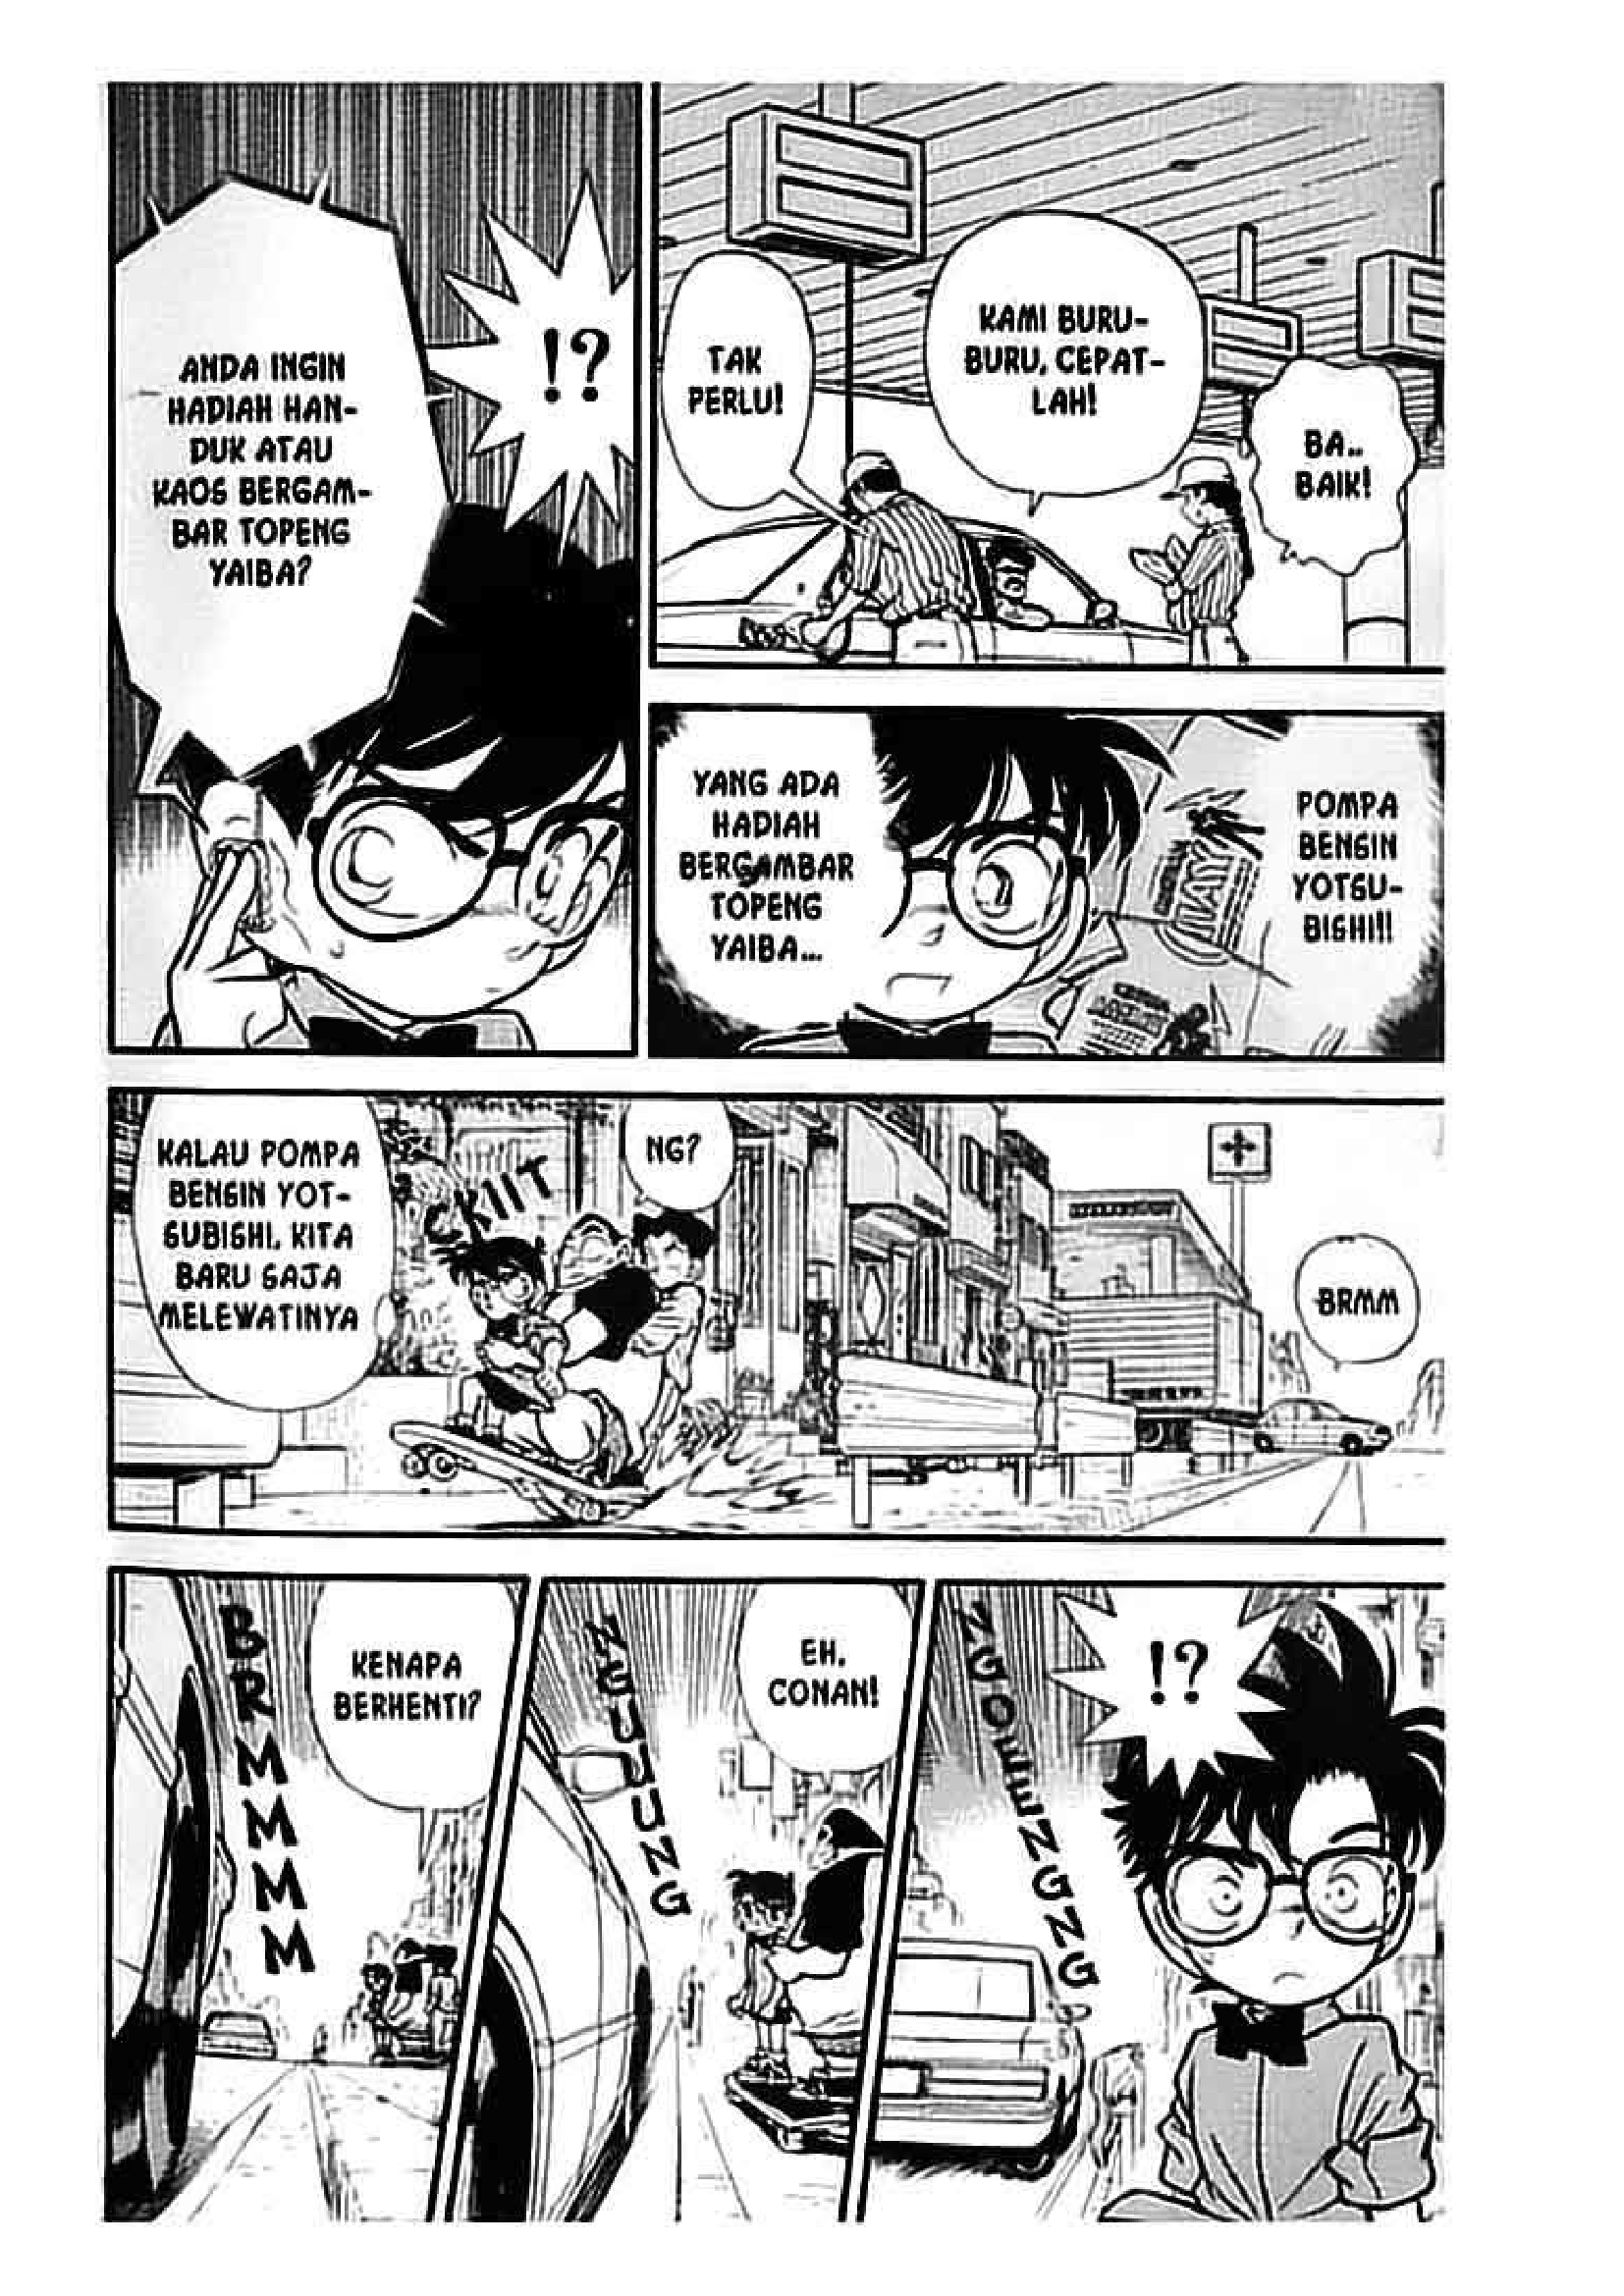 ANDA INGIN
HADIAH HAN-
DUK ATAU
KAOS BERGAM-
BAR TOPENG
YAIBA?
!?
TAK
PERLU!
KAMI BURU-
BURU, CEPAT-
LAH!
BA..
BAIK!
YANG ADA
HADIAH
BERGAMBAR
TOPENG
YAIBA...
POMPA
BENSIN
YOTSU-
BISHI!!
KALAU POMPA
BENSIN YOT-
SUBISHI, KITA
BARU SAJA
MELEWATINYA
CKIIT
NG?
BRMM
BRMMMM
KENAPA
BERHENTI?
NGUUUNG
EH,
CONAN!
NGOEENGNG
!?